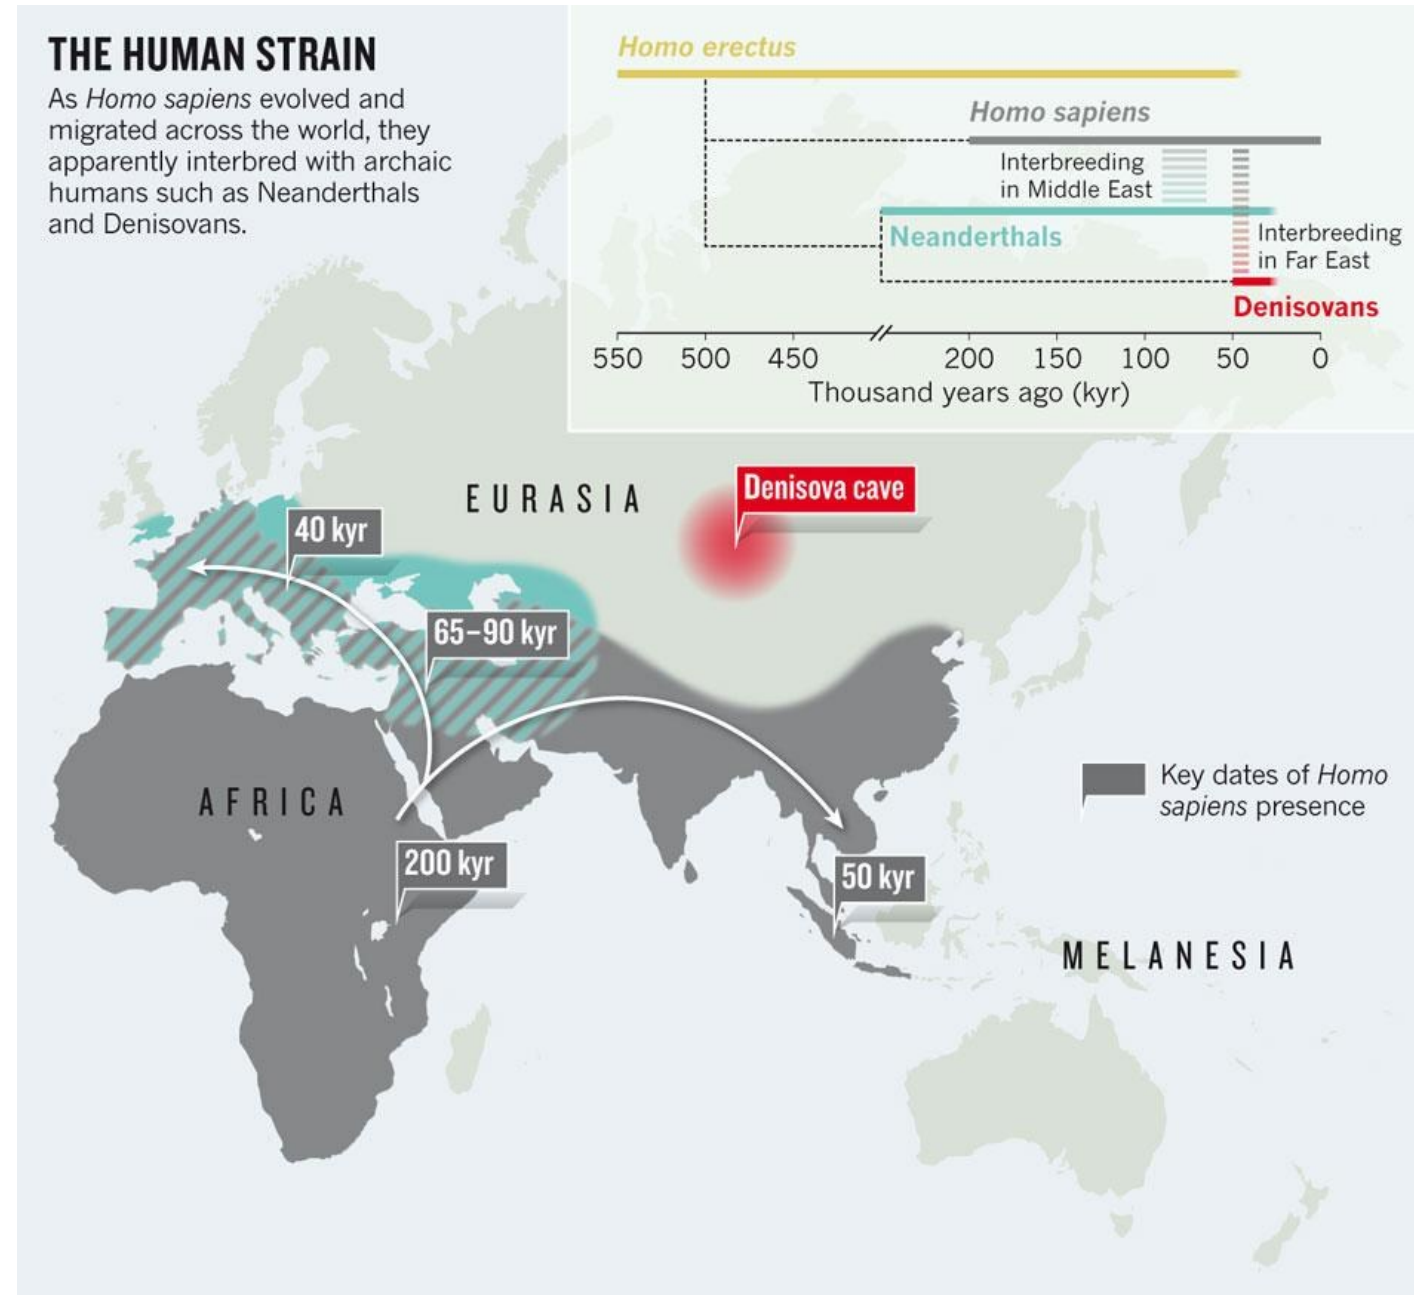 THE HUMAN STRAIN
As Homo sapiens evolved and
migrated across the world, they
apparently interbred with archaic
humans such as Neanderthals
and Denisovans.
Homo erectus
Homo sapiens
Interbreeding
in Middle East
Neanderthals
Interbreeding
in Far East
Denisovans
550 500 450 200 150 100 50 0
Thousand years ago (kyr)
EURASIA
Denisova cave
40 kyr
65–90 kyr
AFRICA
200 kyr
50 kyr
Key dates of Homo
sapiens presence
MELANESIA